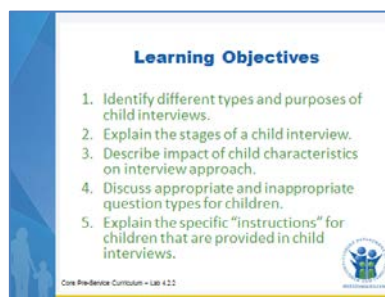 Learning Objectives
1. Identify different types and purposes of
child interviews.
2. Explain the stages of a child interview.
3. Describe impact of child characteristics
on interview approach.
4. Discuss appropriate and inappropriate
question types for children.
5. Explain the specific “instructions” for
children that are provided in child
interviews.
Core Pre-Service Curriculum – Lab 4.2.2